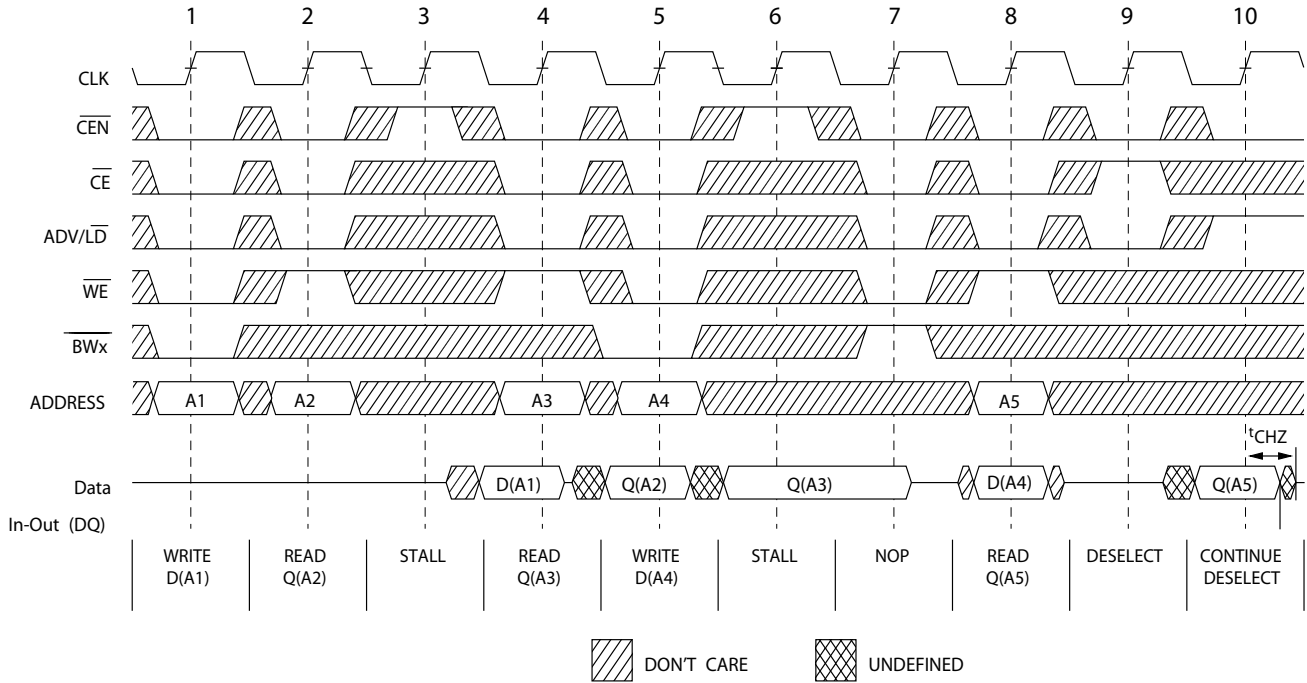 1 2 3 4 5 6 7 8 9 10
CLK
CEN
CE
ADV/LD
WE
BWx
ADDRESS A1 A2 A3 A4 A5
tCHZ
Data D(A1) Q(A2) Q(A3) D(A4) Q(A5)
In-Out (DQ)
WRITE READ STALL READ WRITE STALL NOP READ DESELECT CONTINUE
D(A1) Q(A2) Q(A3) D(A4) Q(A5) DESELECT
DON'T CARE UNDEFINED